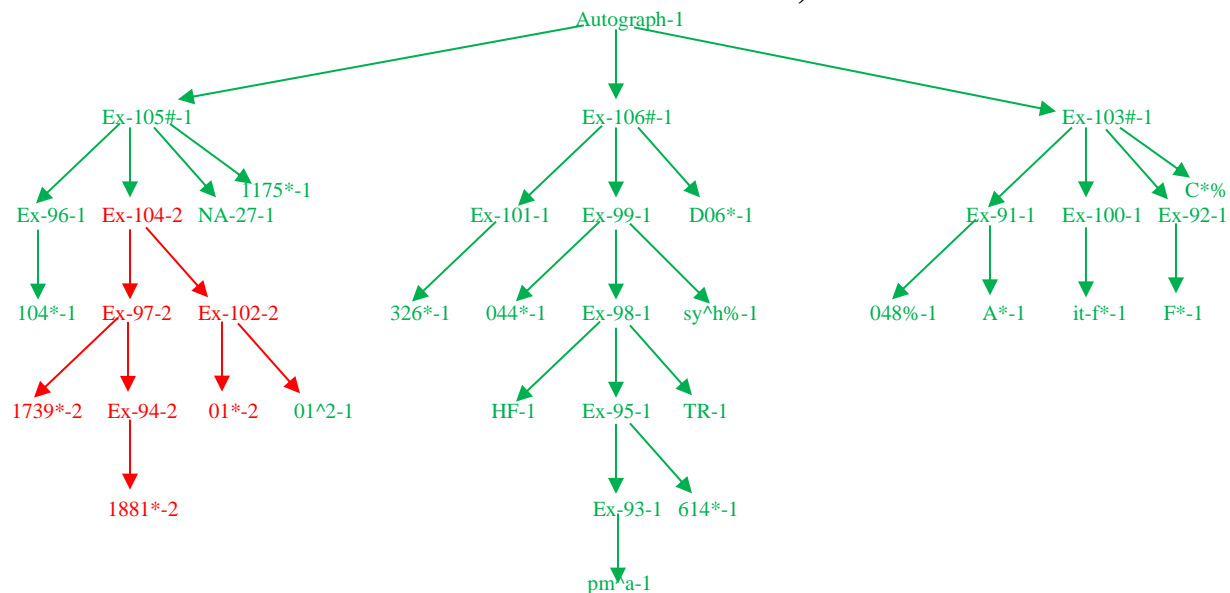 Autograph-1
Ex-105#-1 Ex-106#-1 Ex-103#-1
1175*-1 C*%
Ex-96-1 Ex-104-2 NA-27-1 Ex-101-1 Ex-99-1 D06*-1 Ex-91-1 Ex-100-1 Ex-92-1
104*-1 Ex-97-2 Ex-102-2 326*-1 044*-1 Ex-98-1 sy^h%-1 048%-1 A*-1 it-f*-1 F*-1
1739*-2 Ex-94-2 01*-2 01^2-1 HF-1 Ex-95-1 TR-1
1881*-2 Ex-93-1 614*-1
pm^a-1